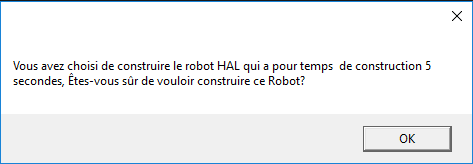 Vous avez choisi de construire le robot HAL qui a pour temps  de construction 5
secondes, Êtes-vous sûr de vouloir construire ce Robot?
OK